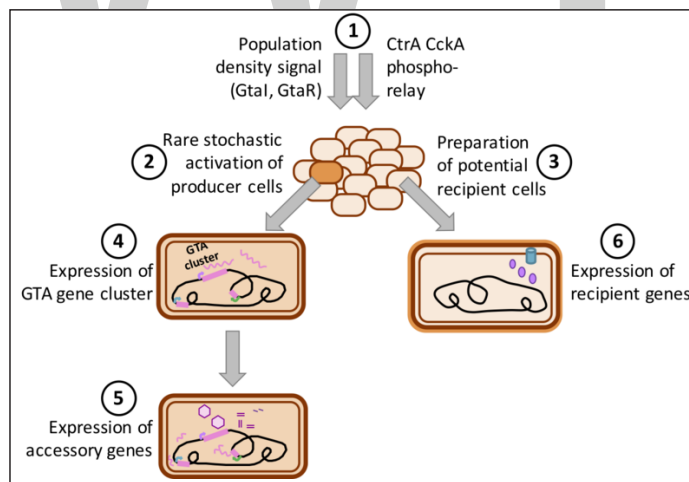 1
Population
density signal
(GtaI, GtaR)
CtrA CckA
phospho-
relay
2
Rare stochastic
activation of
producer cells
Preparation
of potential
recipient cells
3
4
Expression of
GTA gene cluster
GTA
cluster
6
Expression of
recipient genes
5
Expression of
accessory genes